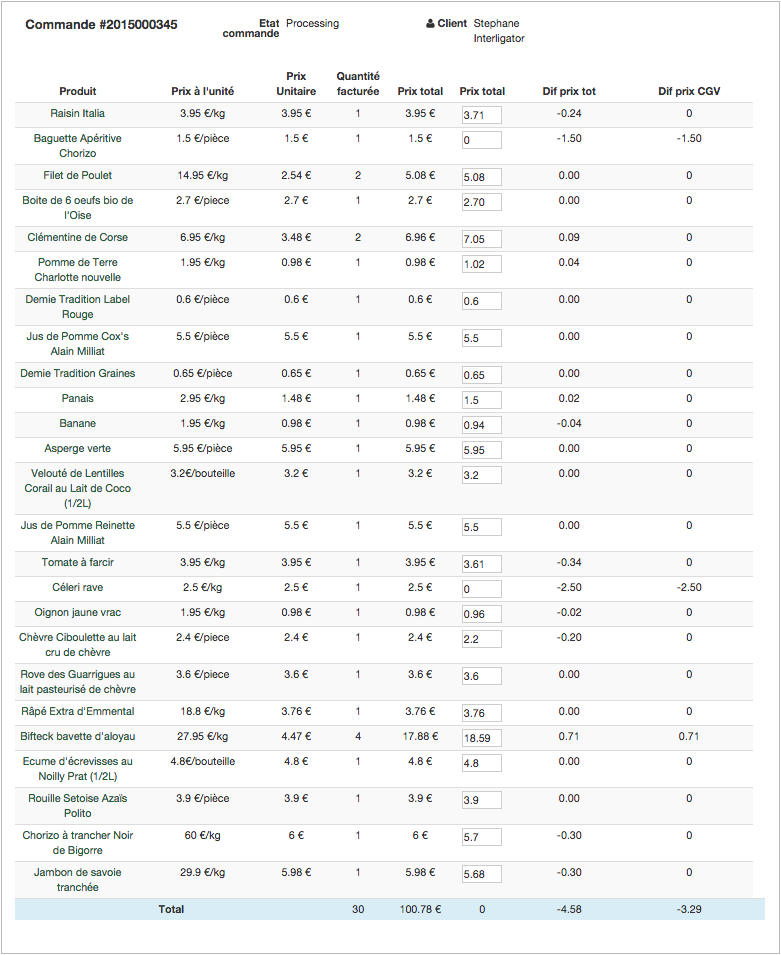 Commande #2015000345
Etat commande Processing
Client Stephane Interligator
Produit Prix à l'unité Prix Unitaire Quantité facturée Prix total Prix total Dif prix tot Dif prix CGV
Raisin Italia 3.95 €/kg 3.95 € 1 3.95 € 3.71 -0.24 0
Baguette Apéritive Chorizo 1.5 €/pièce 1.5 € 1 1.5 € 0 -1.50 -1.50
Filet de Poulet 14.95 €/kg 2.54 € 2 5.08 € 5.08 0.00 0
Boite de 6 oeufs bio de l'Oise 2.7 €/piece 2.7 € 1 2.7 € 2.70 0.00 0
Clémentine de Corse 6.95 €/kg 3.48 € 2 6.96 € 7.05 0.09 0
Pomme de Terre Charlotte nouvelle 1.95 €/kg 0.98 € 1 0.98 € 1.02 0.04 0
Demie Tradition Label Rouge 0.6 €/pièce 0.6 € 1 0.6 € 0.6 0.00 0
Jus de Pomme Cox's Alain Milliat 5.5 €/pièce 5.5 € 1 5.5 € 5.5 0.00 0
Demie Tradition Graines 0.65 €/pièce 0.65 € 1 0.65 € 0.65 0.00 0
Panais 2.95 €/kg 1.48 € 1 1.48 € 1.5 0.02 0
Banane 1.95 €/kg 0.98 € 1 0.98 € 0.94 -0.04 0
Asperge verte 5.95 €/pièce 5.95 € 1 5.95 € 5.95 0.00 0
Velouté de Lentilles Corail au Lait de Coco (1/2L) 3.2€/bouteille 3.2 € 1 3.2 € 3.2 0.00 0
Jus de Pomme Reinette Alain Milliat 5.5 €/pièce 5.5 € 1 5.5 € 5.5 0.00 0
Tomate à farcir 3.95 €/kg 3.95 € 1 3.95 € 3.61 -0.34 0
Céleri rave 2.5 €/kg 2.5 € 1 2.5 € 0 -2.50 -2.50
Oignon jaune vrac 1.95 €/kg 0.98 € 1 0.98 € 0.96 -0.02 0
Chèvre Ciboulette au lait cru de chèvre 2.4 €/piece 2.4 € 1 2.4 € 2.2 -0.20 0
Rove des Guarrigues au lait pasteurisé de chèvre 3.6 €/piece 3.6 € 1 3.6 € 3.6 0.00 0
Râpé Extra d'Emmental 18.8 €/kg 3.76 € 1 3.76 € 3.76 0.00 0
Bifteck bavette d'aloyau 27.95 €/kg 4.47 € 4 17.88 € 18.59 0.71 0.71
Ecume d'écrevisses au Noilly Prat (1/2L) 4.8€/bouteille 4.8 € 1 4.8 € 4.8 0.00 0
Rouille Setoise Azaïs Polito 3.9 €/pièce 3.9 € 1 3.9 € 3.9 0.00 0
Chorizo à trancher Noir de Bigorre 60 €/kg 6 € 1 6 € 5.7 -0.30 0
Jambon de savoie tranchée 29.9 €/kg 5.98 € 1 5.98 € 5.68 -0.30 0
Total 30 100.78 € 0 -4.58 -3.29